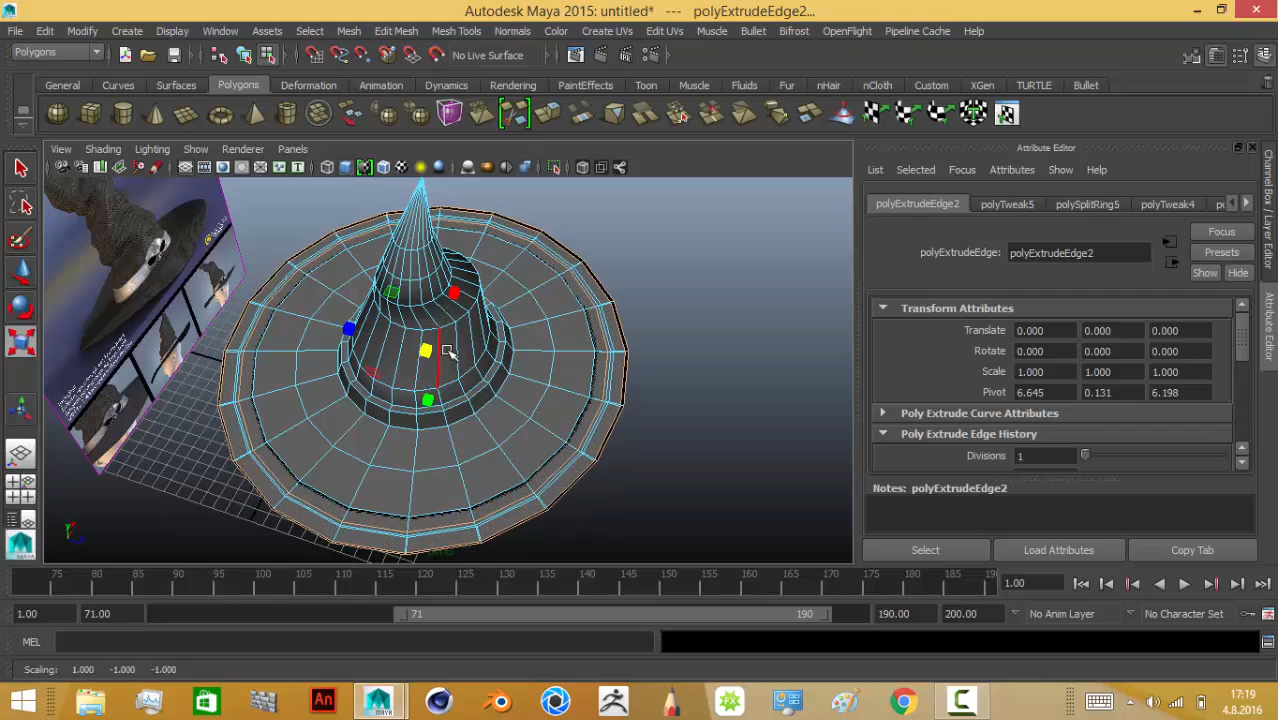 Autodesk Maya 2015: untitled* --- polyExtrudeEdge2...
File Edit Modify Create Display Window Assets Select Mesh Edit Mesh Mesh Tools Normals Color Create UVs Edit UVs Muscle Bullet Bifrost OpenFlight Pipeline Cache Help
Polygons No Live Surface
General Curves Surfaces Polygons Deformation Animation Dynamics Rendering PaintEffects Toon Muscle Fluids Fur nHair nCloth Custom XGen TURTLE Bullet
View Shading Lighting Show Renderer Panels
Attribute Editor
List Selected Focus Attributes Show Help
polyExtrudeEdge2 polyTweak5 polySplitRing5 polyTweak4
Focus
polyExtrudeEdge: polyExtrudeEdge2 Presets
Show Hide
Transform Attributes
Translate 0.000 0.000 0.000
Rotate 0.000 0.000 0.000
Scale 1.000 1.000 1.000
Pivot 6.645 0.131 6.198
Poly Extrude Curve Attributes
Poly Extrude Edge History
Divisions 1
Notes: polyExtrudeEdge2
Select Load Attributes Copy Tab
Channel Box / Layer Editor
Attribute Editor
75 80 85 90 95 100 105 110 115 120 125 130 135 140 145 150 155 160 165 170 175 180 185 190 1.00
1.00 71.00 71 190 190.00 200.00 No Anim Layer No Character Set
MEL
Scaling: 1.000 -1.000 -1.000
An
17:19
4.8.2016